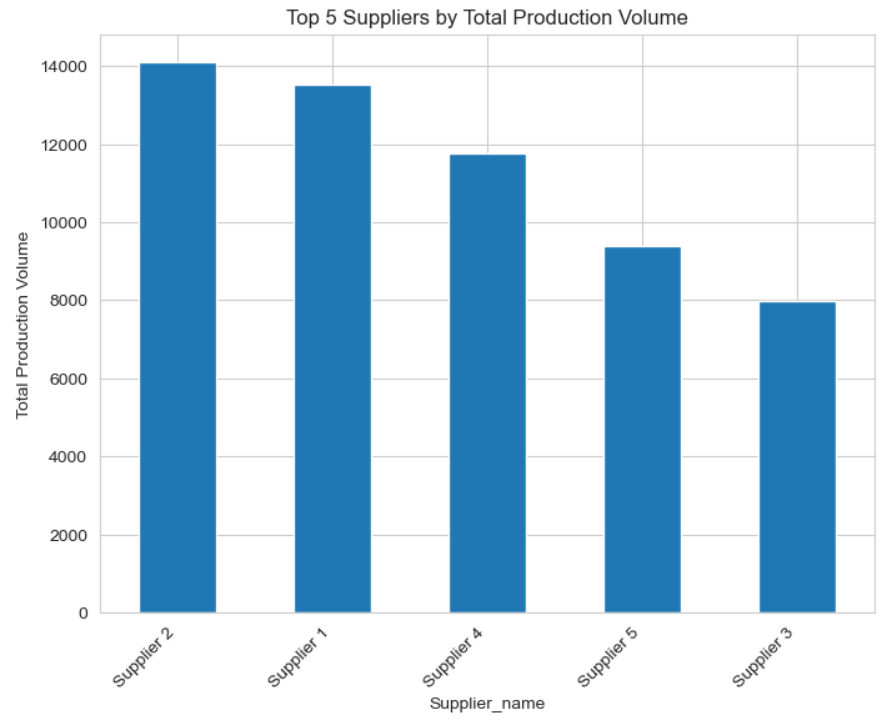 Top 5 Suppliers by Total Production Volume
Total Production Volume
14000
12000
10000
8000
6000
4000
2000
0
Supplier 2
Supplier 1
Supplier 4
Supplier 5
Supplier 3
Supplier_name